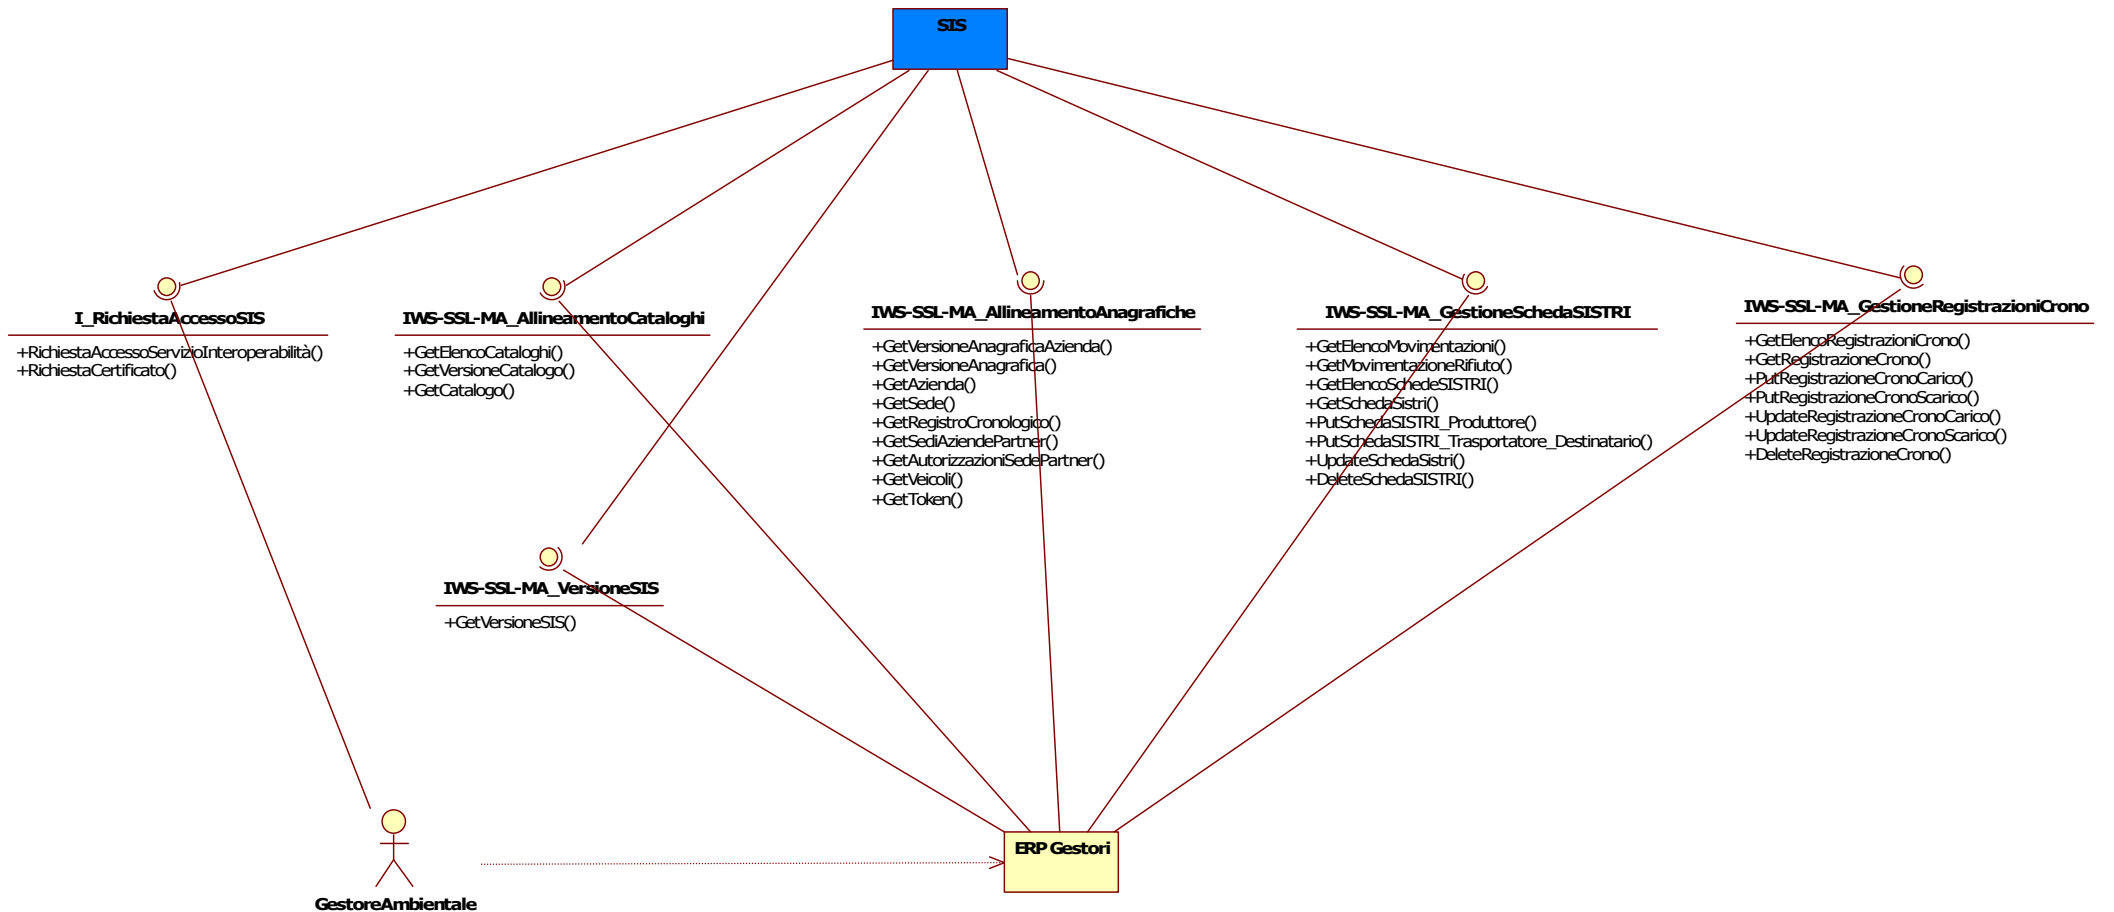 SIS
I_RichiestaAccessoSIS
+RichiestaAccessoServizioInteroperabilità()
+RichiestaCertificato()
IWS-SSL-MA_AllineamentoCataloghi
+GetElencoCataloghi()
+GetVersioneCatalogo()
+GetCatalogo()
IWS-SSL-MA_AllineamentoAnagrafiche
+GetVersioneAnagraficaAzienda()
+GetVersioneAnagrafica()
+GetAzienda()
+GetSede()
+GetRegistroCronologico()
+GetSediAziendePartner()
+GetAutorizzazioniSedePartner()
+GetVeicoli()
+GetToken()
IWS-SSL-MA_GestioneSchedaSISTRI
+GetElencoMovimentazioni()
+GetMovimentazioneRifiuto()
+GetElencoSchedeSISTRI()
+GetSchedaSistri()
+PutSchedaSISTRI_Produttore()
+PutSchedaSISTRI_Trasportatore_Destinatario()
+UpdateSchedaSistri()
+DeleteSchedaSISTRI()
IWS-SSL-MA_GestioneRegistrazioniCrono
+GetElencoRegistrazioniCrono()
+GetRegistrazioneCrono()
+PutRegistrazioneCronoCarico()
+PutRegistrazioneCronoScarico()
+UpdateRegistrazioneCronoCarico()
+UpdateRegistrazioneCronoScarico()
+DeleteRegistrazioneCrono()
IWS-SSL-MA_VersioneSIS
+GetVersioneSIS()
ERP Gestori
GestoreAmbientale